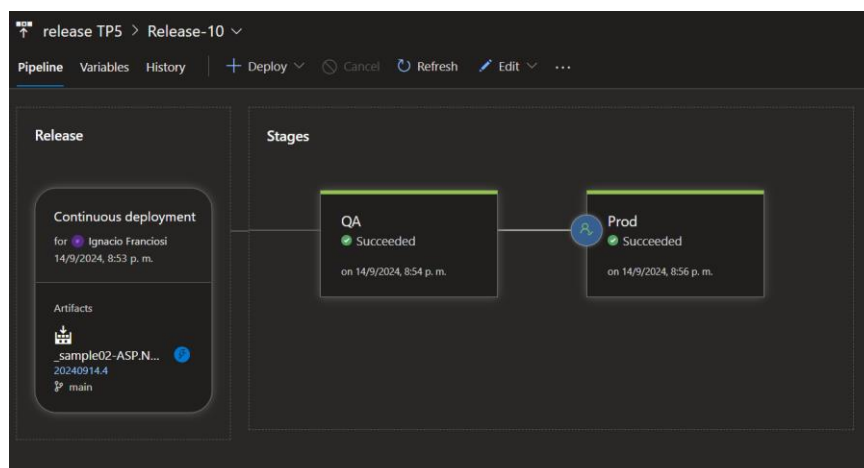 release TP5 > Release-10
Pipeline Variables History + Deploy Cancel Refresh Edit ...
Release
Stages
Continuous deployment
for Ignacio Franciosi
14/9/2024, 8:53 p. m.
Artifacts
_sample02-ASP.N...
20240914.4
main
QA
Succeeded
on 14/9/2024, 8:54 p. m.
Prod
Succeeded
on 14/9/2024, 8:56 p. m.